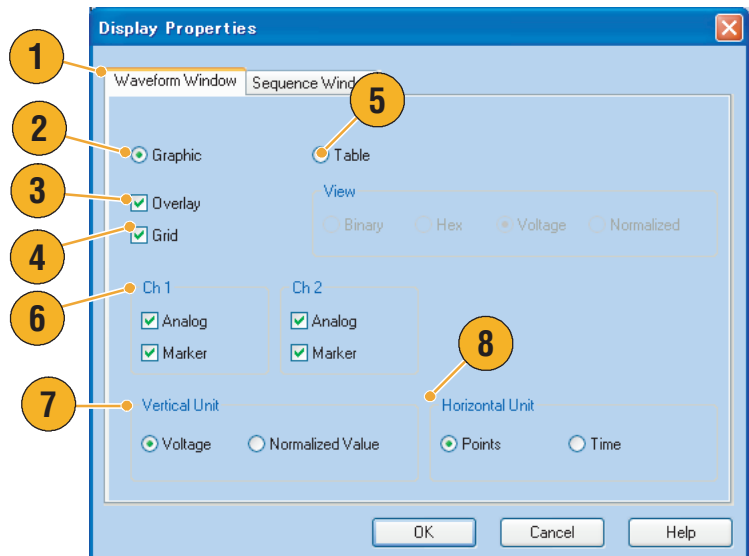 Display Properties
1
Waveform Window
Sequence Wind
5
2
Graphic
Table
3
Overlay
View
Binary
Hex
Voltage
Normalized
4
Grid
6
Ch 1
Ch 2
Analog
Analog
Marker
Marker
8
7
Vertical Unit
Horizontal Unit
Voltage
Normalized Value
Points
Time
OK
Cancel
Help